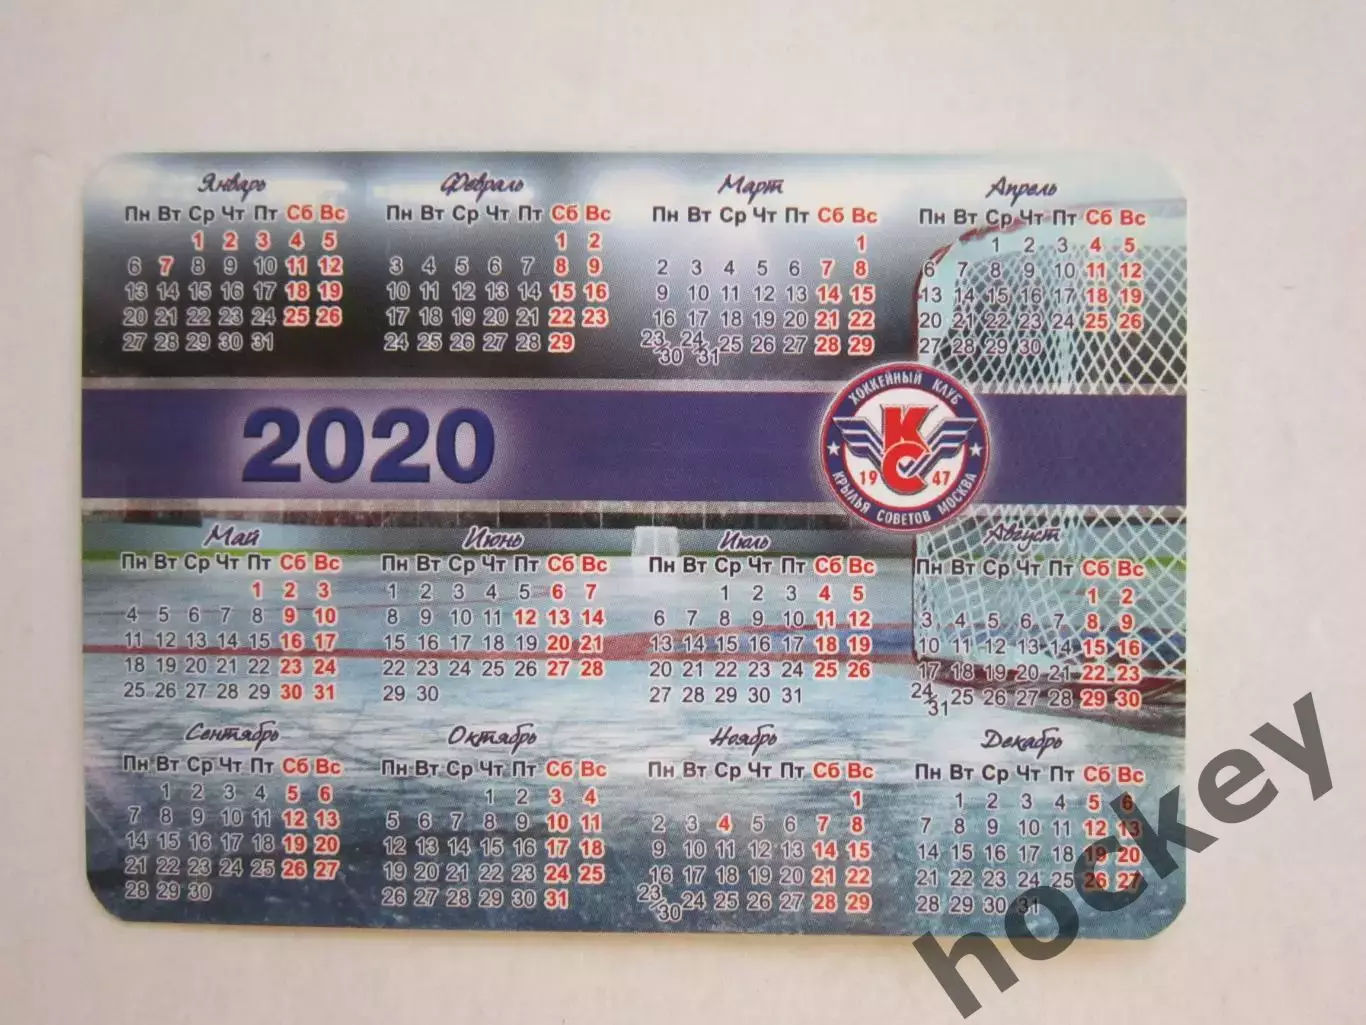 Январь Февраль Март Апрель
Пн Вт Ср Чт Пт Сб Вс Пн Вт Ср Чт Пт Сб Вс Пн Вт Ср Чт Пт Сб Вс Пн Вт Ср Чт Пт Сб Вс
1 2 3 4 5 1 2 1 1 2 3 4 5
6 7 8 9 10 11 12 3 4 5 6 7 8 9 2 3 4 5 6 7 8 6 7 8 9 10 11 12
13 14 15 16 17 18 19 10 11 12 13 14 15 16 9 10 11 12 13 14 15 13 14 15 16 17 18 19
20 21 22 23 24 25 26 17 18 19 20 21 22 23 16 17 18 19 20 21 22 20 21 22 23 24 25 26
27 28 29 30 31 24 25 26 27 28 29 23/30 24/31 25 26 27 28 29 27 28 29 30
2020
ХОККЕЙНЫЙ КЛУБ
КС
1947
КРЫЛЬЯ СОВЕТОВ МОСКВА
Май Июнь Июль Август
Пн Вт Ср Чт Пт Сб Вс Пн Вт Ср Чт Пт Сб Вс Пн Вт Ср Чт Пт Сб Вс Пн Вт Ср Чт Пт Сб Вс
1 2 3 1 2 3 4 5 6 7 1 2 3 4 5 1 2
4 5 6 7 8 9 10 8 9 10 11 12 13 14 6 7 8 9 10 11 12 3 4 5 6 7 8 9
11 12 13 14 15 16 17 15 16 17 18 19 20 21 13 14 15 16 17 18 19 10 11 12 13 14 15 16
18 19 20 21 22 23 24 22 23 24 25 26 27 28 20 21 22 23 24 25 26 17 18 19 20 21 22 23
25 26 27 28 29 30 31 29 30 27 28 29 30 31 24/31 25 26 27 28 29 30
Сентябрь Октябрь Ноябрь Декабрь
Пн Вт Ср Чт Пт Сб Вс Пн Вт Ср Чт Пт Сб Вс Пн Вт Ср Чт Пт Сб Вс Пн Вт Ср Чт Пт Сб Вс
1 2 3 4 5 6 1 2 3 4 1 1 2 3 4 5 6
7 8 9 10 11 12 13 5 6 7 8 9 10 11 2 3 4 5 6 7 8 7 8 9 10 11 12 13
14 15 16 17 18 19 20 12 13 14 15 16 17 18 9 10 11 12 13 14 15 14 15 16 17 18 19 20
21 22 23 24 25 26 27 19 20 21 22 23 24 25 16 17 18 19 20 21 22 21 22 23 24 25 26 27
28 29 30 26 27 28 29 30 31 23/30 24 25 26 27 28 29 28 29 30 31
hockey